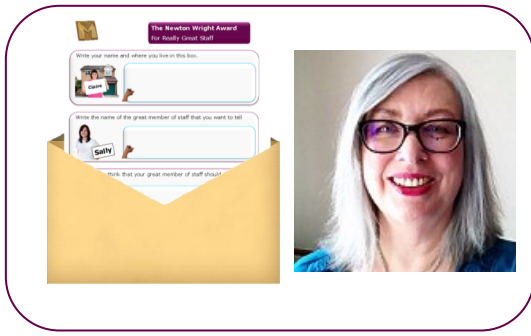 The Newton Wright Award
For Really Great Staff
Write your name and where you live in this box.
Claire
Write the name of the great member of staff that you want to tell
Sally
think that your great member of staff should